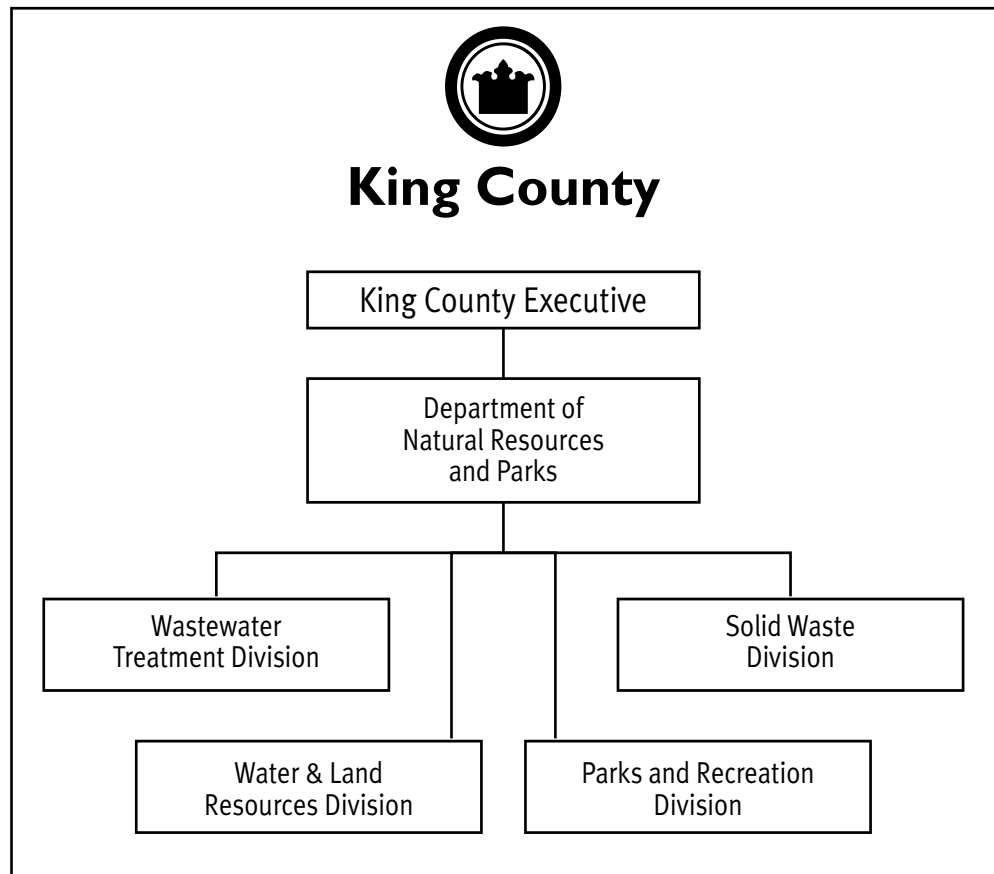 King County
King County Executive
Department of
Natural Resources
and Parks
Wastewater
Treatment Division
Solid Waste
Division
Water & Land
Resources Division
Parks and Recreation
Division